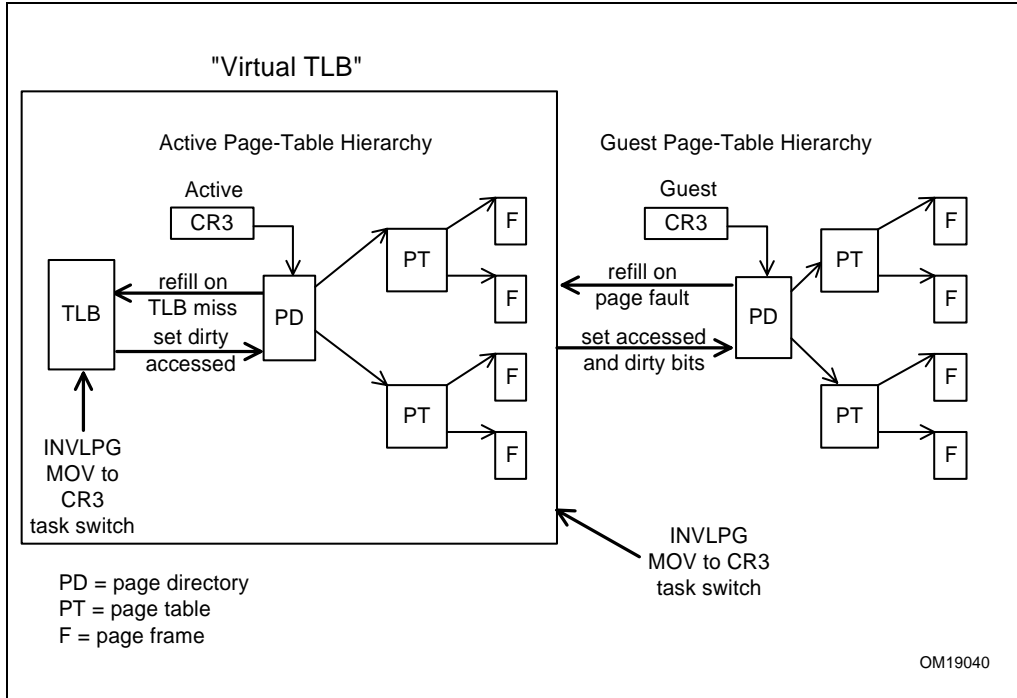 "Virtual TLB"
Active Page-Table Hierarchy
Guest Page-Table Hierarchy
Active
CR3
F
PT
F
TLB
refill on
TLB miss
set dirty
accessed
PD
F
PT
F
INVLPG
MOV to
CR3
task switch
Guest
CR3
F
PT
F
refill on
page fault
set accessed
and dirty bits
PD
F
PT
F
INVLPG
MOV to CR3
task switch
PD = page directory
PT = page table
F = page frame
OM19040